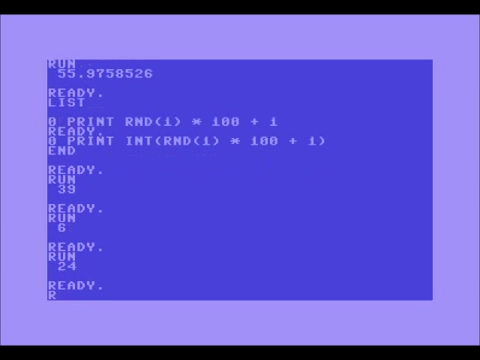 RUN
55.9758526
READY.
LIST
0 PRINT RND(1) * 100 + 1
READY.
0 PRINT INT(RND(1) * 100 + 1)
END
READY.
RUN
39
READY.
RUN
6
READY.
RUN
24
READY.
R